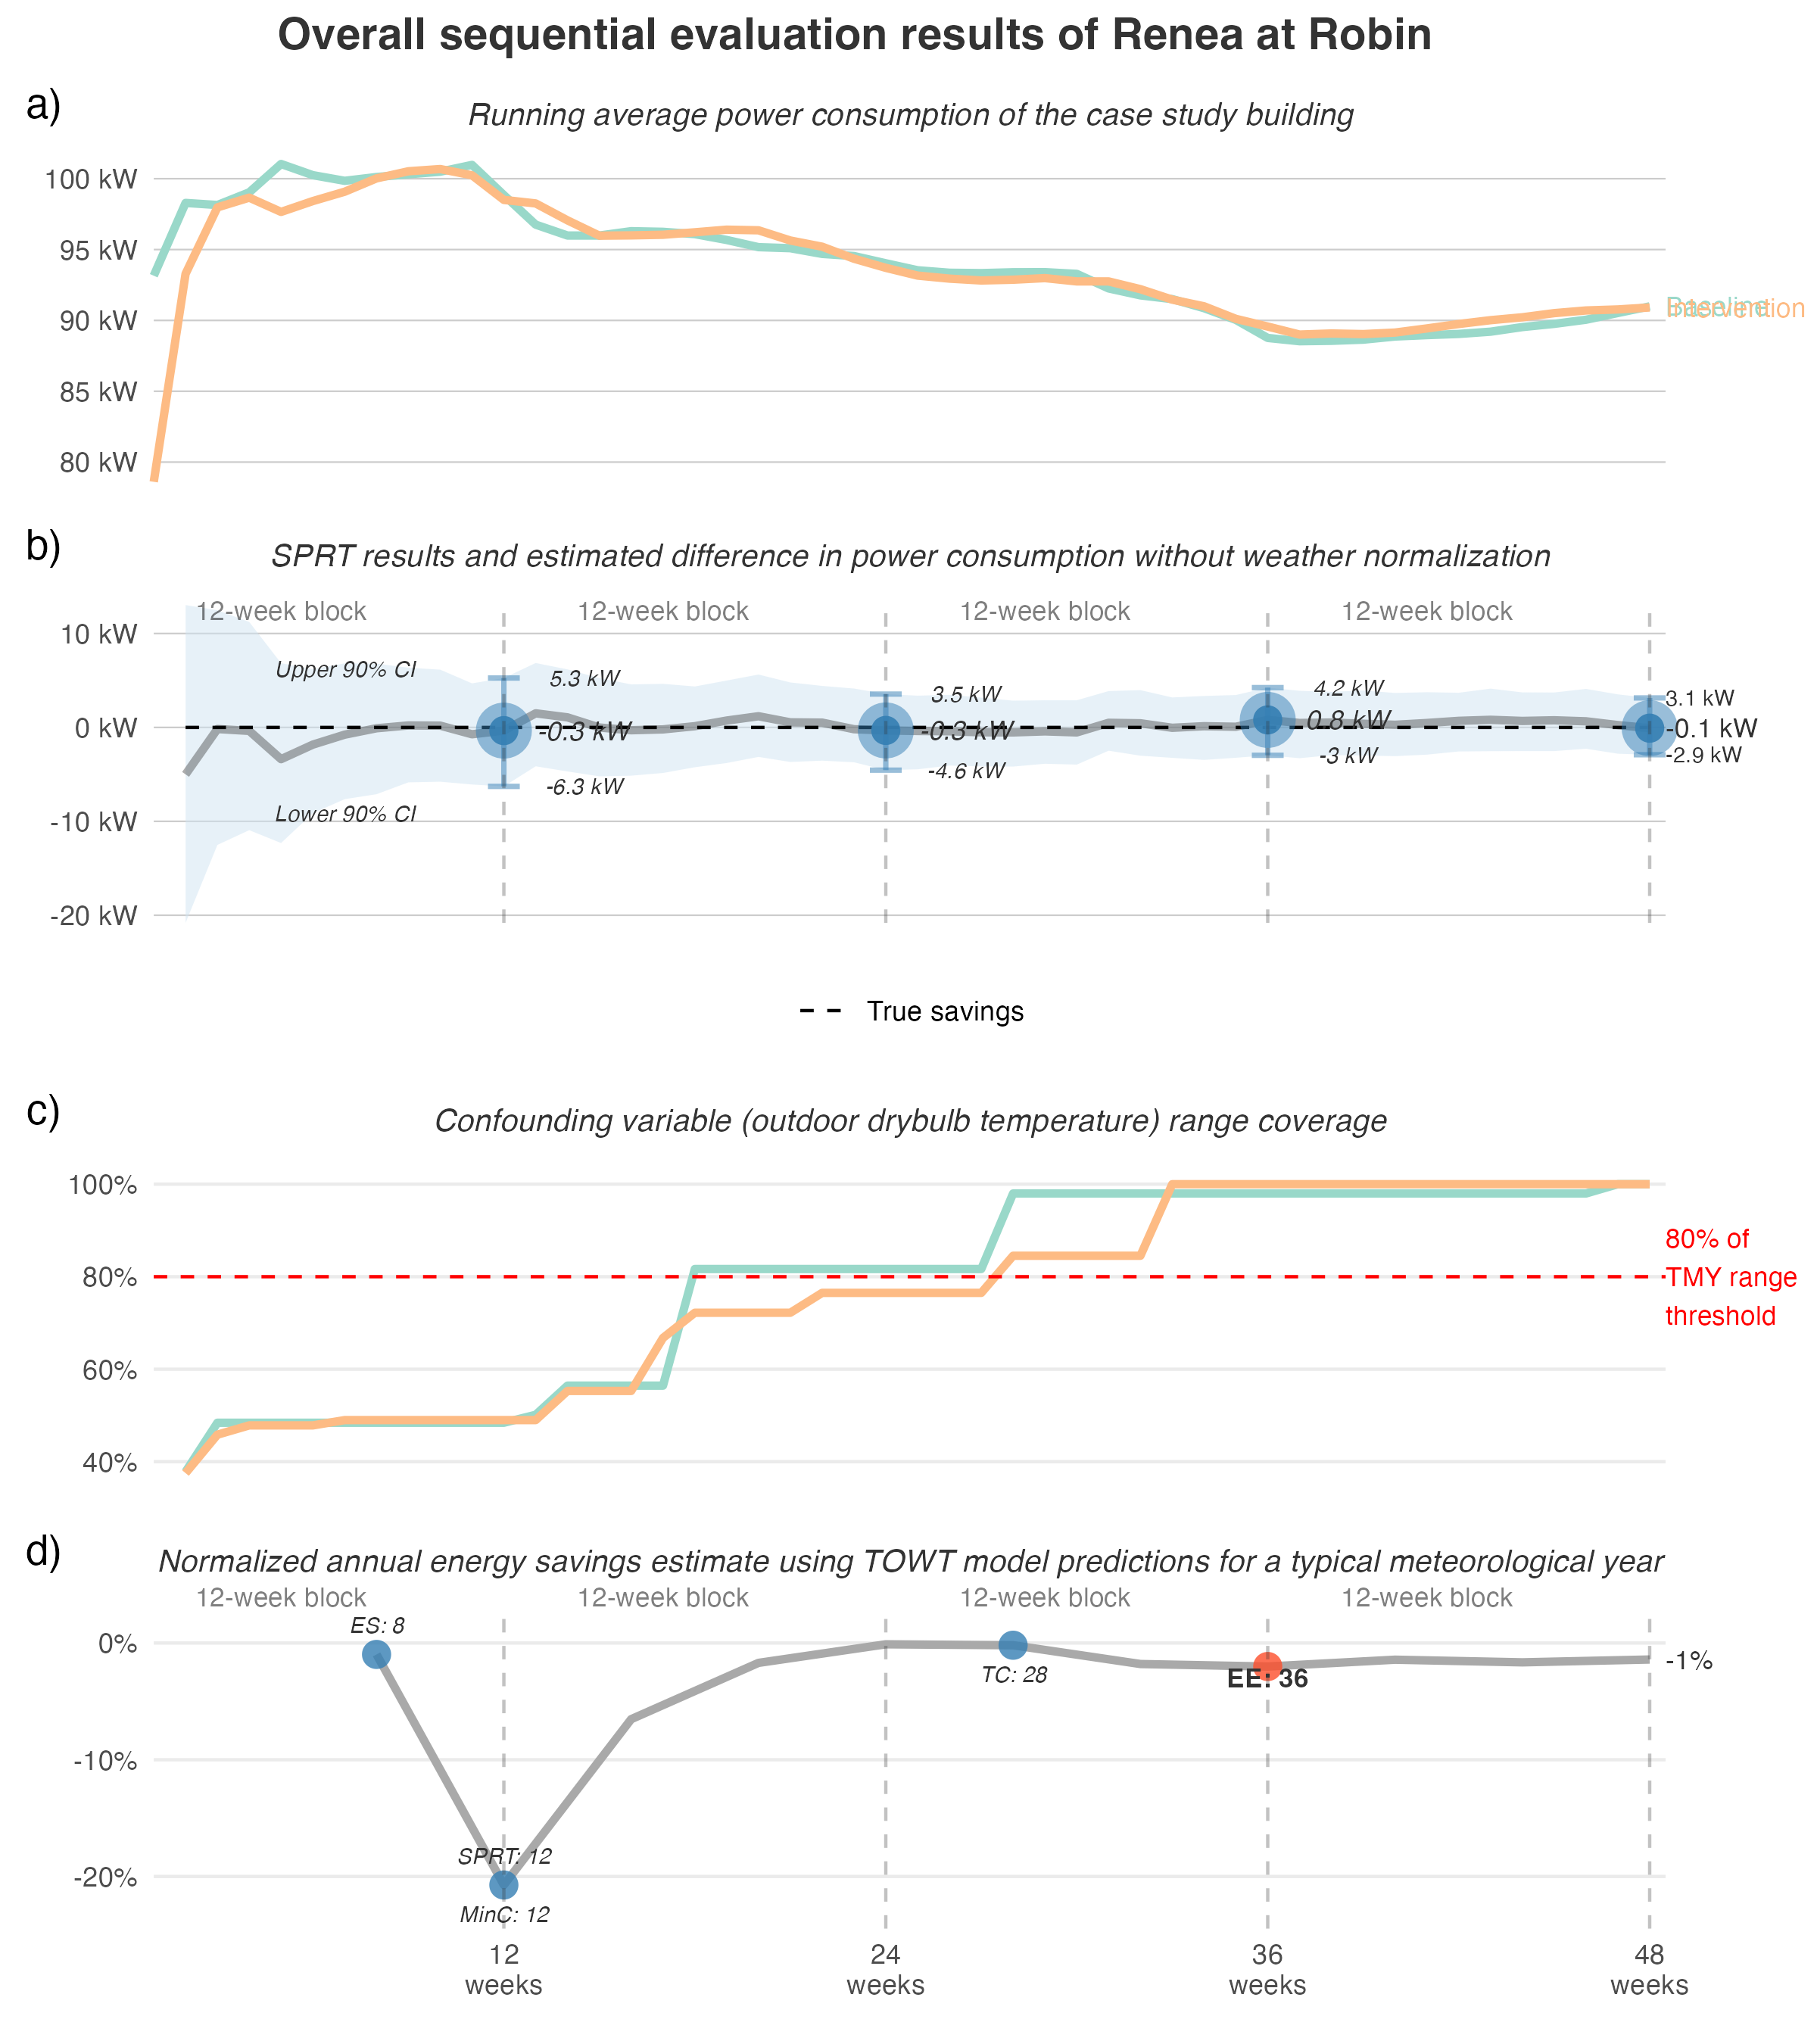 Overall sequential evaluation results of Renea at Robin
a)
Running average power consumption of the case study building
100 kW
95 kW
90 kW
85 kW
80 kW
Baseline
Intervention
b)
SPRT results and estimated difference in power consumption without weather normalization
12-week block
12-week block
12-week block
12-week block
10 kW
0 kW
-10 kW
-20 kW
Upper 90% CI
Lower 90% CI
5.3 kW
-0.3 kW
-6.3 kW
3.5 kW
-0.3 kW
-4.6 kW
4.2 kW
0.8 kW
-3 kW
3.1 kW
-0.1 kW
-2.9 kW
True savings
c)
Confounding variable (outdoor drybulb temperature) range coverage
100%
80%
60%
40%
80% of
TMY range
threshold
d)
Normalized annual energy savings estimate using TOWT model predictions for a typical meteorological year
12-week block
12-week block
12-week block
12-week block
0%
-10%
-20%
ES: 8
SPRT: 12
MinC: 12
TC: 28
EE: 36
-1%
12
weeks
24
weeks
36
weeks
48
weeks